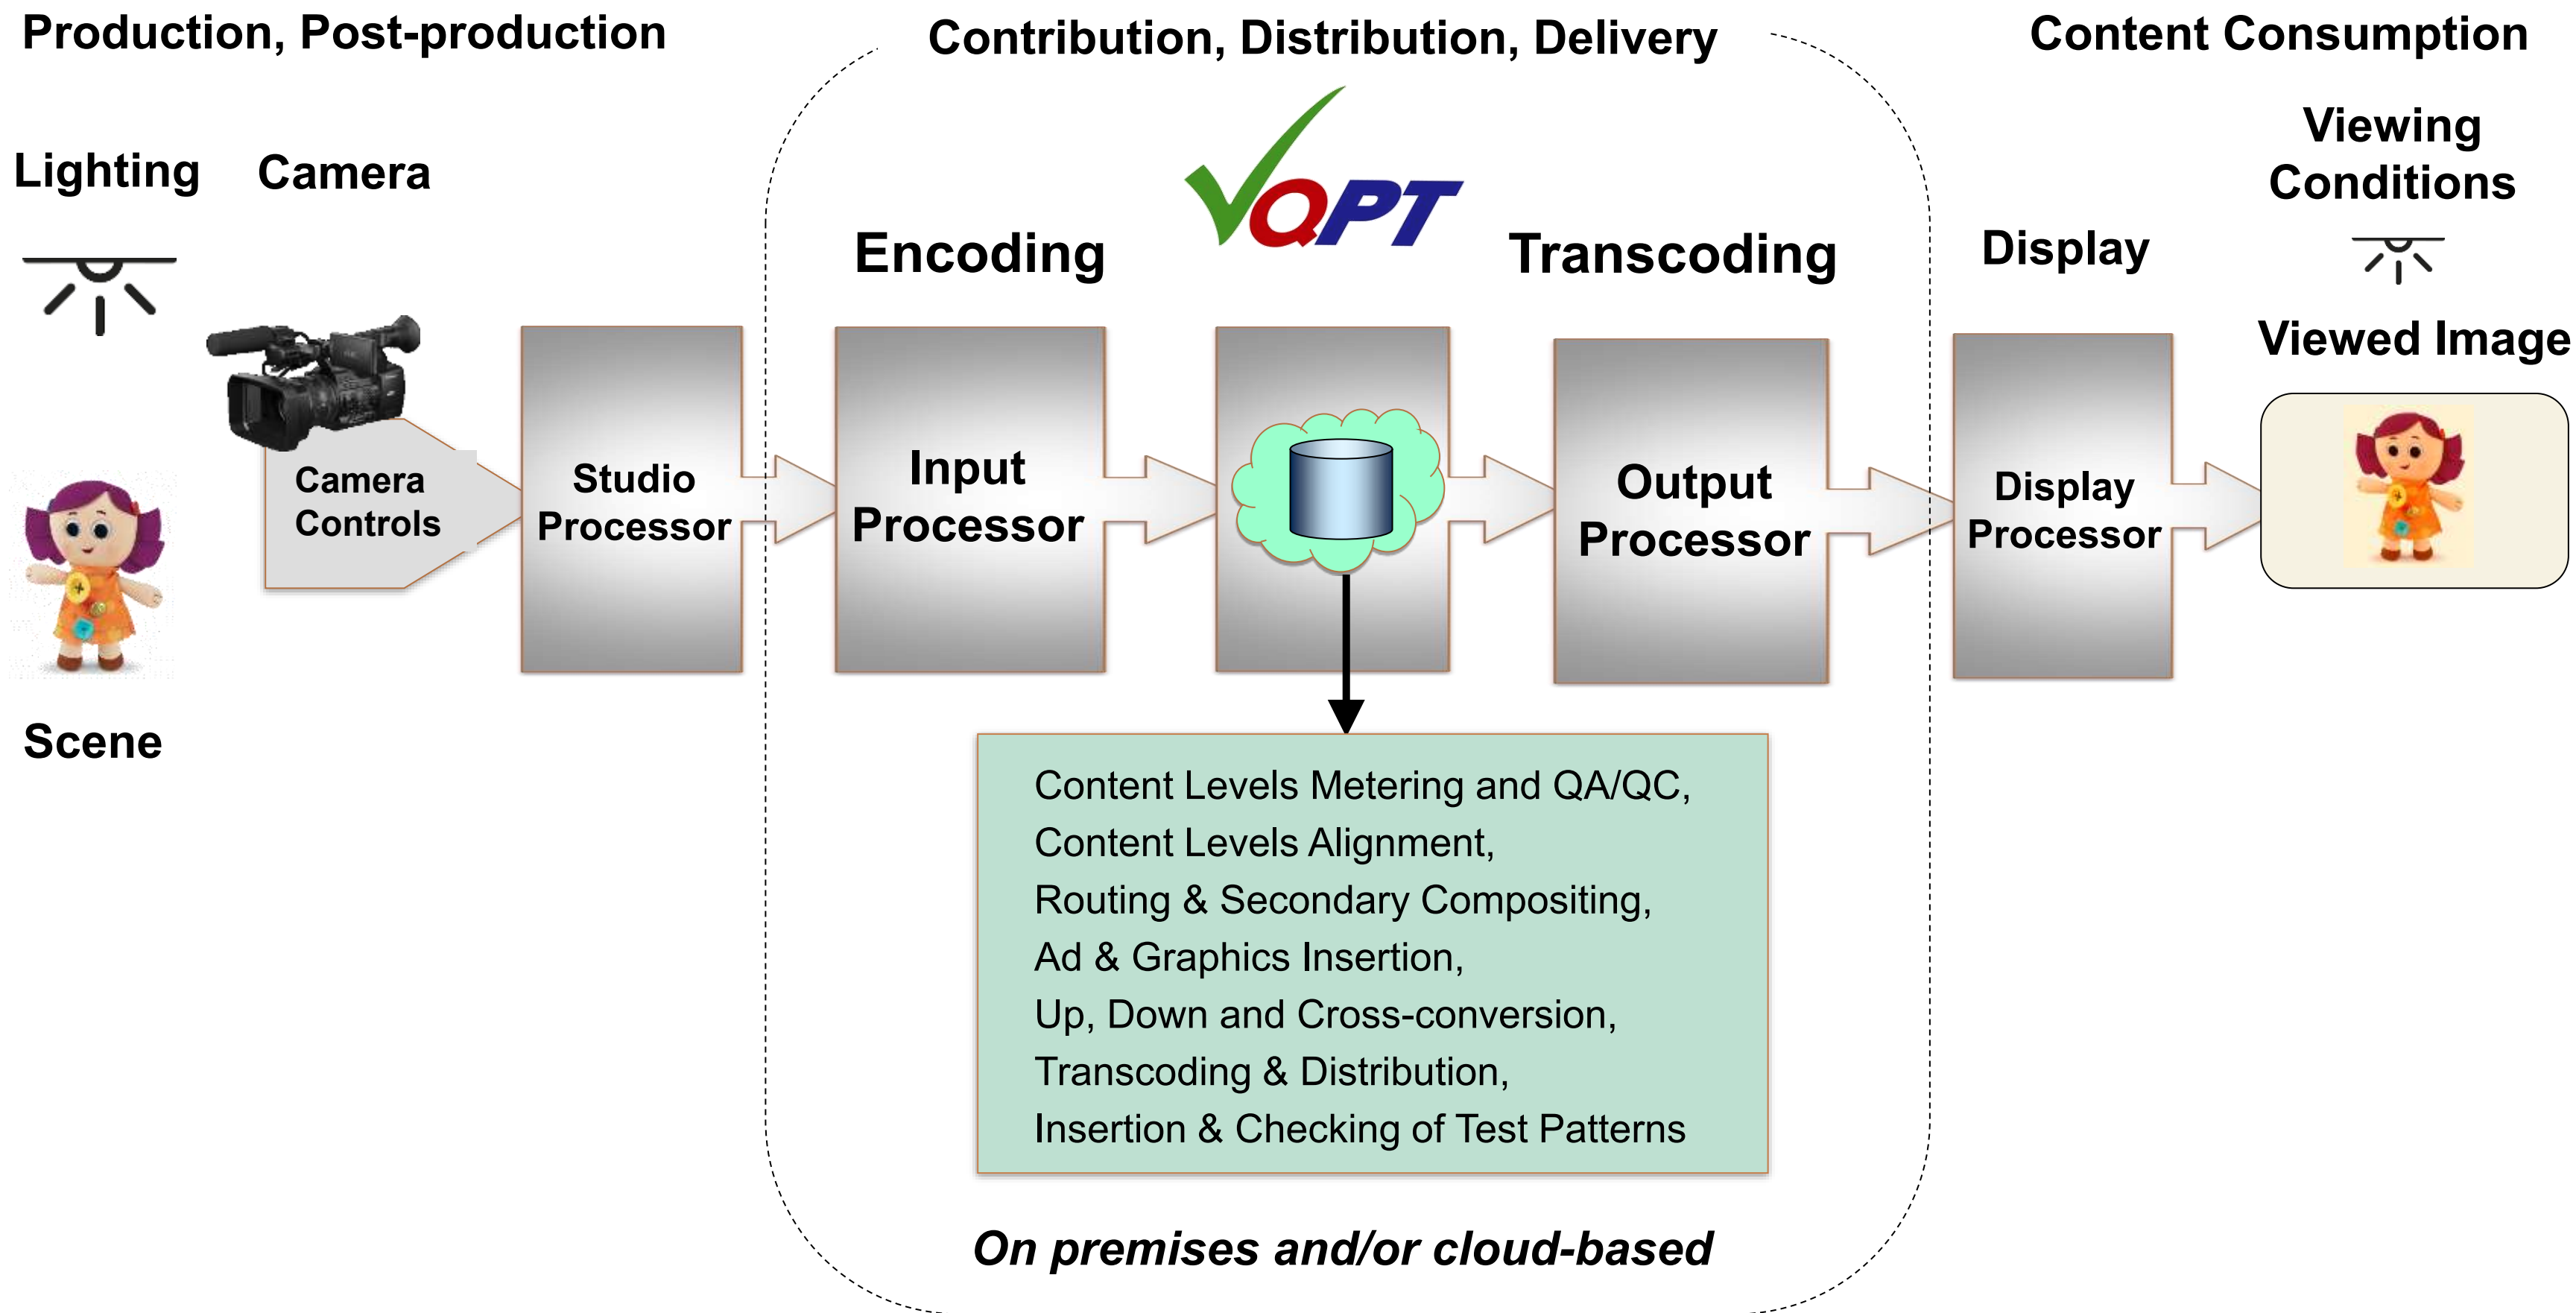 Production, Post-production
Contribution, Distribution, Delivery
Content Consumption
Lighting
Camera
Viewing
Conditions
VQPT
Encoding
Transcoding
Display
Viewed Image
Camera
Controls
Studio
Processor
Input
Processor
Output
Processor
Display
Processor
Scene
Content Levels Metering and QA/QC,
Content Levels Alignment,
Routing & Secondary Compositing,
Ad & Graphics Insertion,
Up, Down and Cross-conversion,
Transcoding & Distribution,
Insertion & Checking of Test Patterns
On premises and/or cloud-based